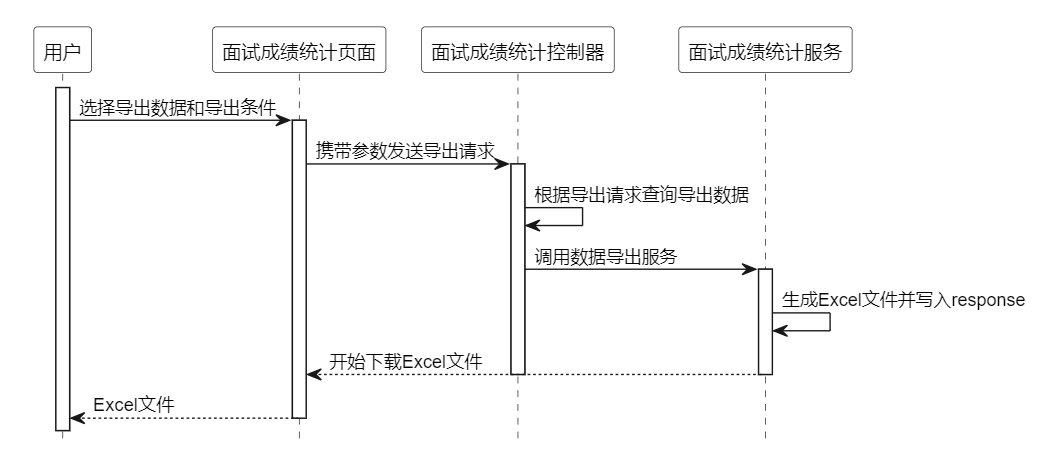 用户
面试成绩统计页面
面试成绩统计控制器
面试成绩统计服务
选择导出数据和导出条件
携带参数发送导出请求
根据导出请求查询导出数据
调用数据导出服务
生成Excel文件并写入response
开始下载Excel文件
Excel文件